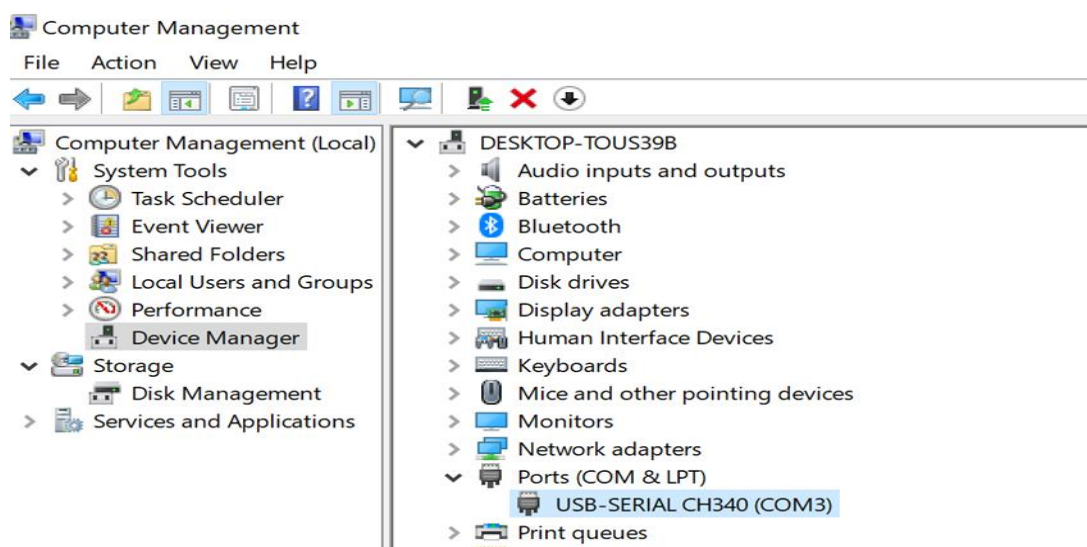 Computer Management
File Action View Help
Computer Management (Local)
System Tools
Task Scheduler
Event Viewer
Shared Folders
Local Users and Groups
Performance
Device Manager
Storage
Disk Management
Services and Applications
DESKTOP-TOUS39B
Audio inputs and outputs
Batteries
Bluetooth
Computer
Disk drives
Display adapters
Human Interface Devices
Keyboards
Mice and other pointing devices
Monitors
Network adapters
Ports (COM & LPT)
USB-SERIAL CH340 (COM3)
Print queues